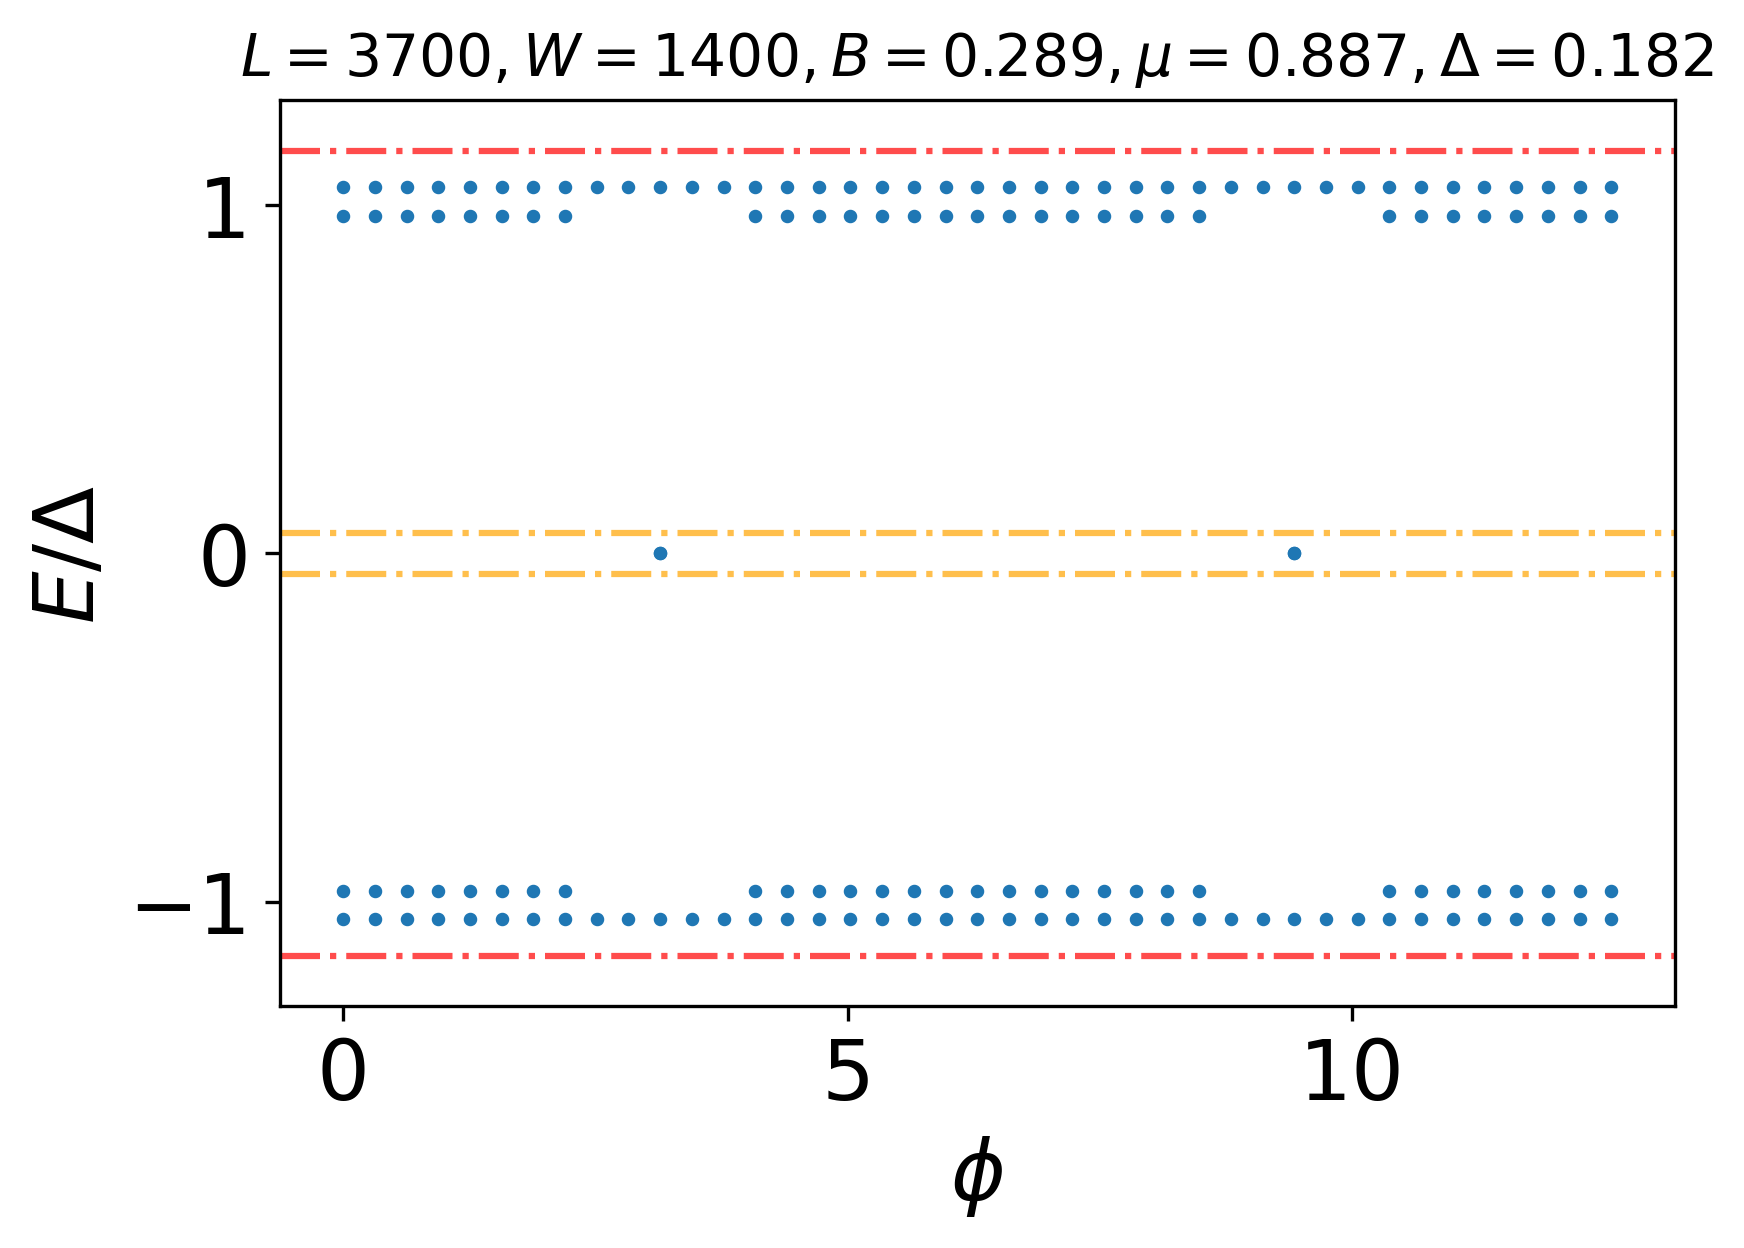 L = 3700, W = 1400, B = 0.289, μ = 0.887, Δ = 0.182
1
0
−1
E/Δ
0 5 10
ϕ